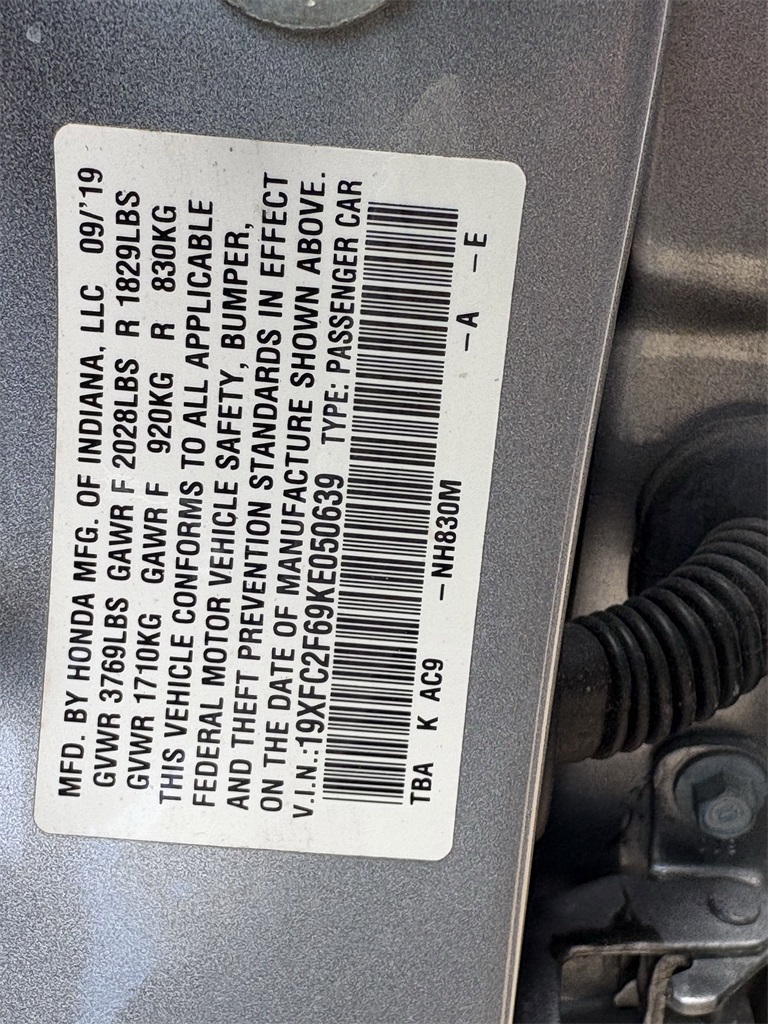 MFD. BY HONDA MFG. OF INDIANA, LLC 09/'19
GVWR 3769LBS GAWR F 2028LBS R 1829LBS
GVWR 1710KG GAWR F 920KG R 830KG
THIS VEHICLE CONFORMS TO ALL APPLICABLE
FEDERAL MOTOR VEHICLE SAFETY, BUMPER,
AND THEFT PREVENTION STANDARDS IN EFFECT
ON THE DATE OF MANUFACTURE SHOWN ABOVE.
V.I.N.:19XFC2F69KE050639 TYPE: PASSENGER CAR
TBA K AC9 -NH830M -A -E